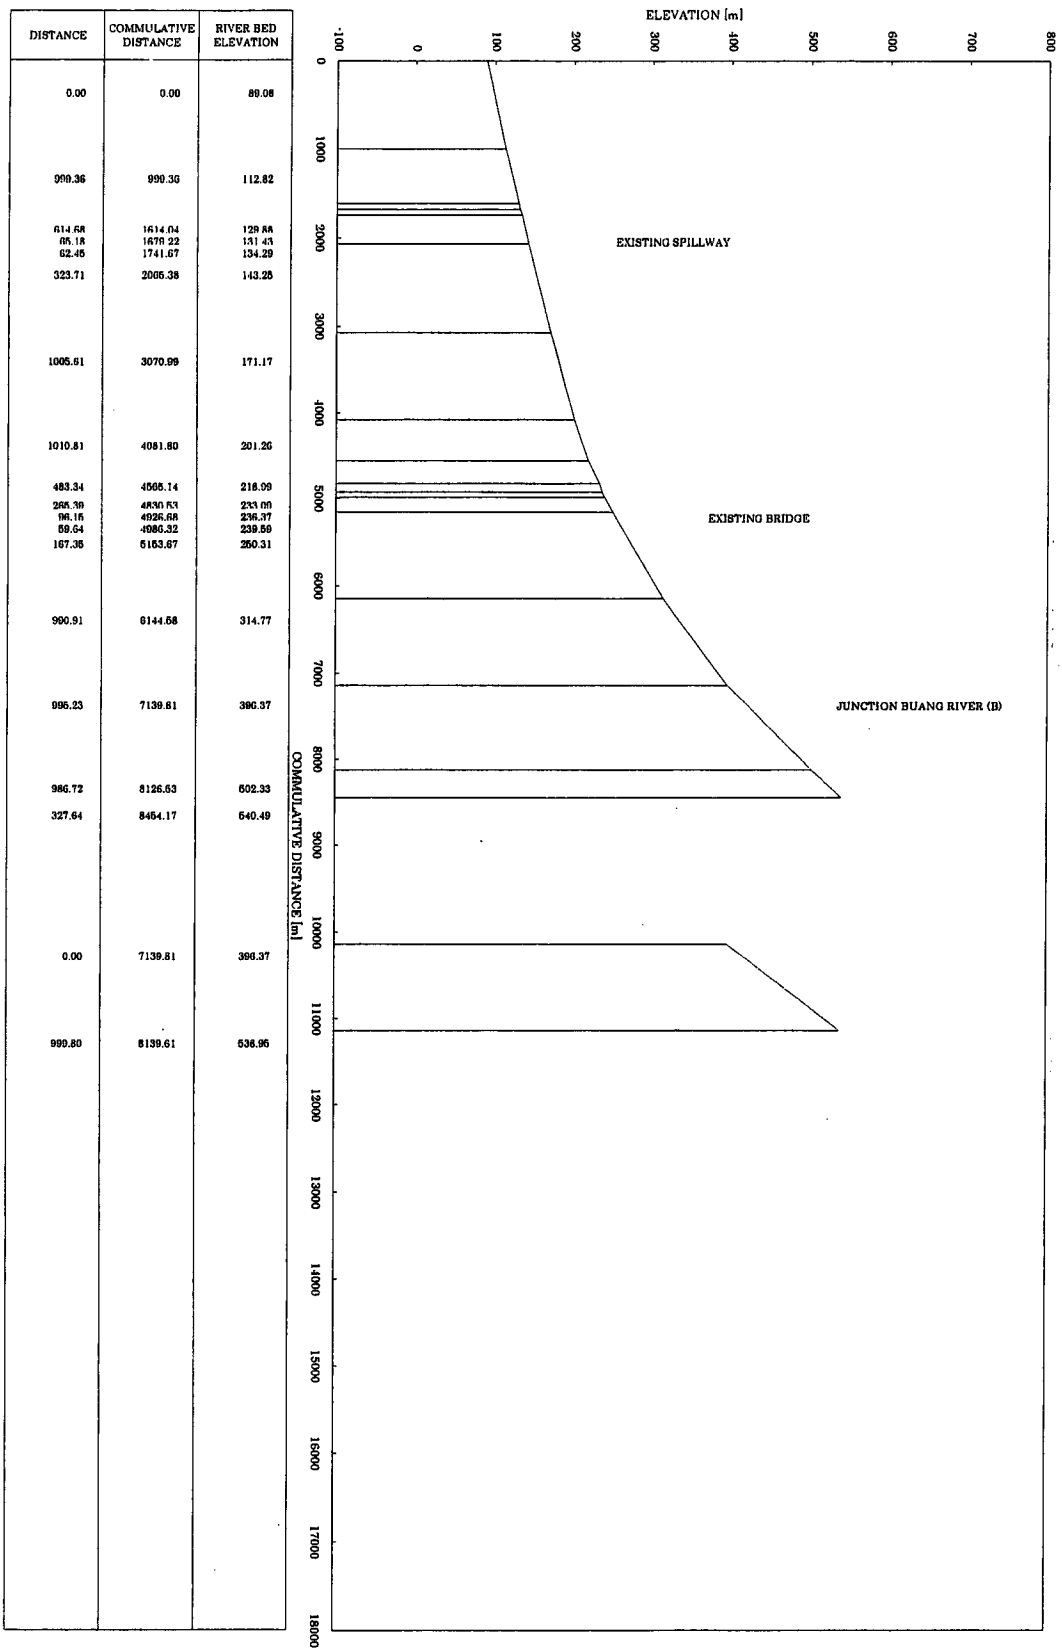 ELEVATION [m]
DISTANCE COMMULATIVE DISTANCE RIVER BED ELEVATION
-100 0 100 200 300 400 500 600 700 800
0.00 0.00 89.08
999.36 999.36 112.82
614.68 1614.04 129.88
65.18 1679.22 131.43
62.45 1741.67 134.29
323.71 2065.38 143.25
1005.61 3070.99 171.17
1010.81 4081.80 201.26
483.34 4565.14 218.99
265.39 4830.53 233.09
96.15 4926.68 236.37
59.64 4986.32 239.59
167.35 5153.67 250.31
990.91 6144.58 314.77
995.23 7139.81 396.37
986.72 8126.53 502.33
327.64 8454.17 540.49
0.00 7139.81 396.37
999.80 8139.61 536.95
0
1000
2000
3000
4000
5000
6000
7000
8000
9000
10000
11000
12000
13000
14000
15000
16000
17000
18000
COMMULATIVE DISTANCE [m]
EXISTING SPILLWAY
EXISTING BRIDGE
JUNCTION BUANG RIVER (B)